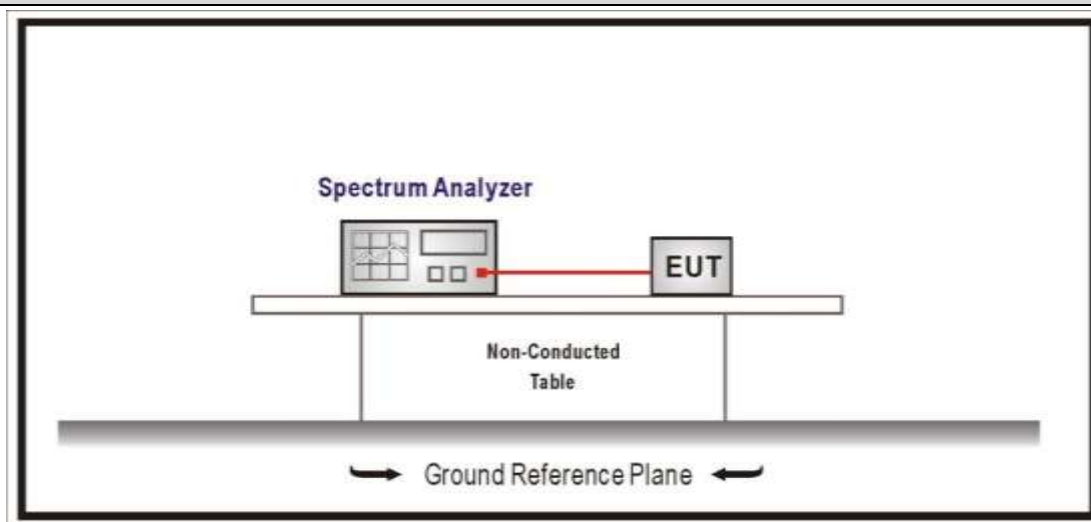 Spectrum Analyzer
EUT
Non-Conducted
Table
Ground Reference Plane